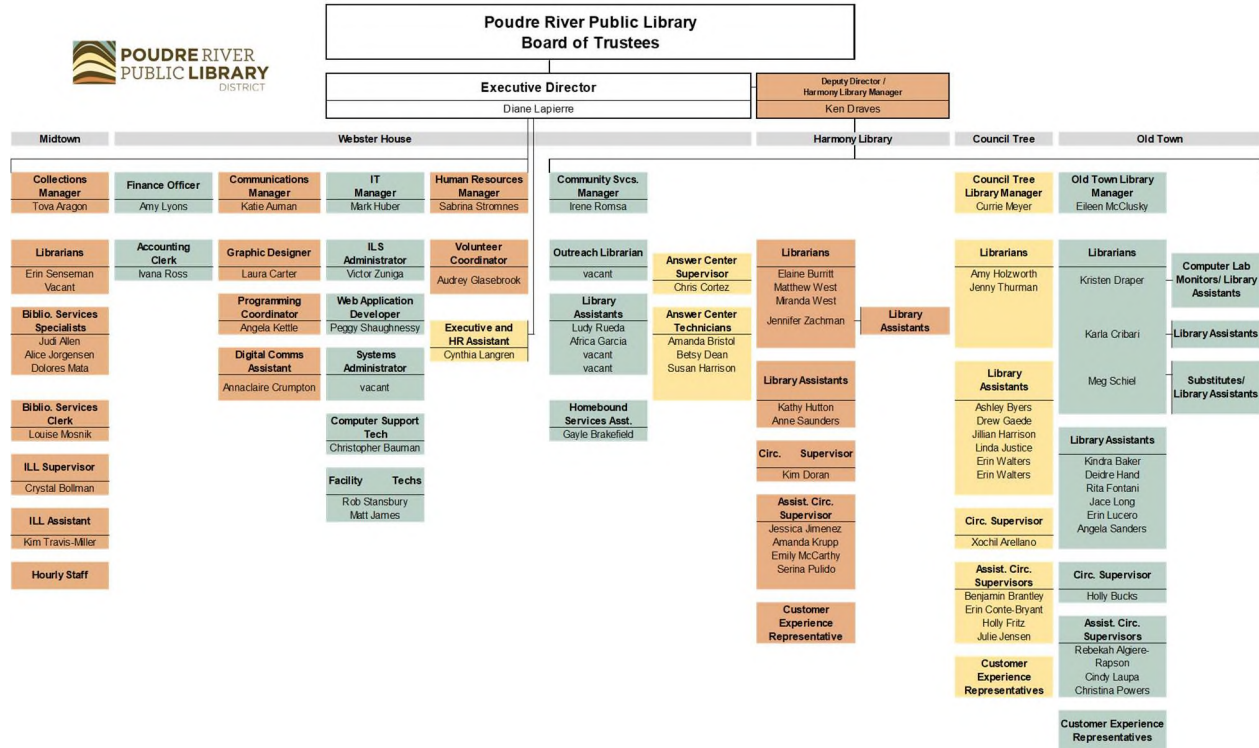 Poudre River Public Library
Board of Trustees
POUDRE RIVER
PUBLIC LIBRARY
DISTRICT
Executive Director
Diane Lapierre
Deputy Director /
Harmony Library Manager
Ken Draves
Midtown
Webster House
Harmony Library
Council Tree
Old Town
Collections
Manager
Tova Aragon
Finance Officer
Amy Lyons
Communications
Manager
Katie Auman
IT
Manager
Mark Huber
Human Resources
Manager
Sabrina Stromnes
Community Svcs.
Manager
Irene Romsa
Council Tree
Library Manager
Currie Meyer
Old Town Library
Manager
Eileen McClusky
Librarians
Erin Senseman
Vacant
Biblio. Services
Specialists
Judi Allen
Alice Jorgensen
Dolores Mata
Biblio. Services
Clerk
Louise Mosnik
ILL Supervisor
Crystal Bollman
ILL Assistant
Kim Travis-Miller
Hourly Staff
Accounting
Clerk
Ivana Ross
Graphic Designer
Laura Carter
Programming
Coordinator
Angela Kettle
Digital Comms
Assistant
Annaclaire Crumpton
ILS
Administrator
Victor Zuniga
Web Application
Developer
Peggy Shaughnessy
Systems
Administrator
vacant
Computer Support
Tech
Christopher Bauman
Facility Techs
Rob Stansbury
Matt James
Volunteer
Coordinator
Audrey Glasebrook
Executive and
HR Assistant
Cynthia Langren
Outreach Librarian
vacant
Library
Assistants
Ludy Rueda
Africa Garcia
vacant
vacant
Homebound
Services Asst.
Gayle Brakefield
Answer Center
Supervisor
Chris Cortez
Answer Center
Technicians
Amanda Bristol
Betsy Dean
Susan Harrison
Librarians
Elaine Burritt
Matthew West
Miranda West
Jennifer Zachman
Library
Assistants
Library Assistants
Kathy Hutton
Anne Saunders
Circ. Supervisor
Kim Doran
Assist. Circ.
Supervisor
Jessica Jimenez
Amanda Krupp
Emily McCarthy
Serina Pulido
Customer
Experience
Representative
Librarians
Amy Holzworth
Jenny Thurman
Library
Assistants
Ashley Byers
Drew Gaede
Jillian Harrison
Linda Justice
Erin Walters
Erin Walters
Circ. Supervisor
Xochil Arellano
Assist. Circ.
Supervisors
Benjamin Brantley
Erin Conte-Bryant
Holly Fritz
Julie Jensen
Customer
Experience
Representatives
Librarians
Kristen Draper
Karla Cribari
Meg Schiel
Computer Lab
Monitors/ Library
Assistants
Library Assistants
Substitutes/
Library Assistants
Library Assistants
Kindra Baker
Deidre Hand
Rita Fontani
Jace Long
Erin Lucero
Angela Sanders
Circ. Supervisor
Holly Bucks
Assist. Circ.
Supervisors
Rebekah Algiere-
Rapson
Cindy Laupa
Christina Powers
Customer Experience
Representatives